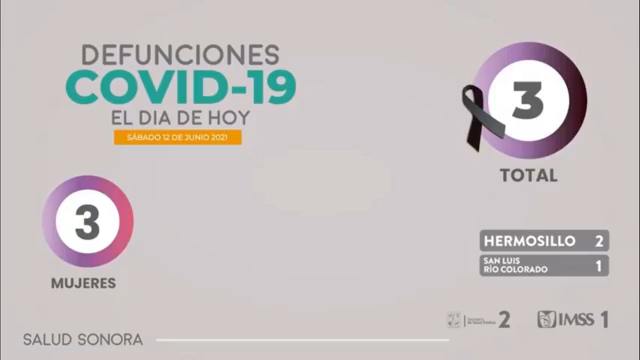 DEFUNCIONES
COVID-19
EL DIA DE HOY
SÁBADO 12 DE JUNIO 2021
3
TOTAL
3
MUJERES
HERMOSILLO 2
SAN LUIS
RÍO COLORADO 1
2
IMSS 1
SALUD SONORA